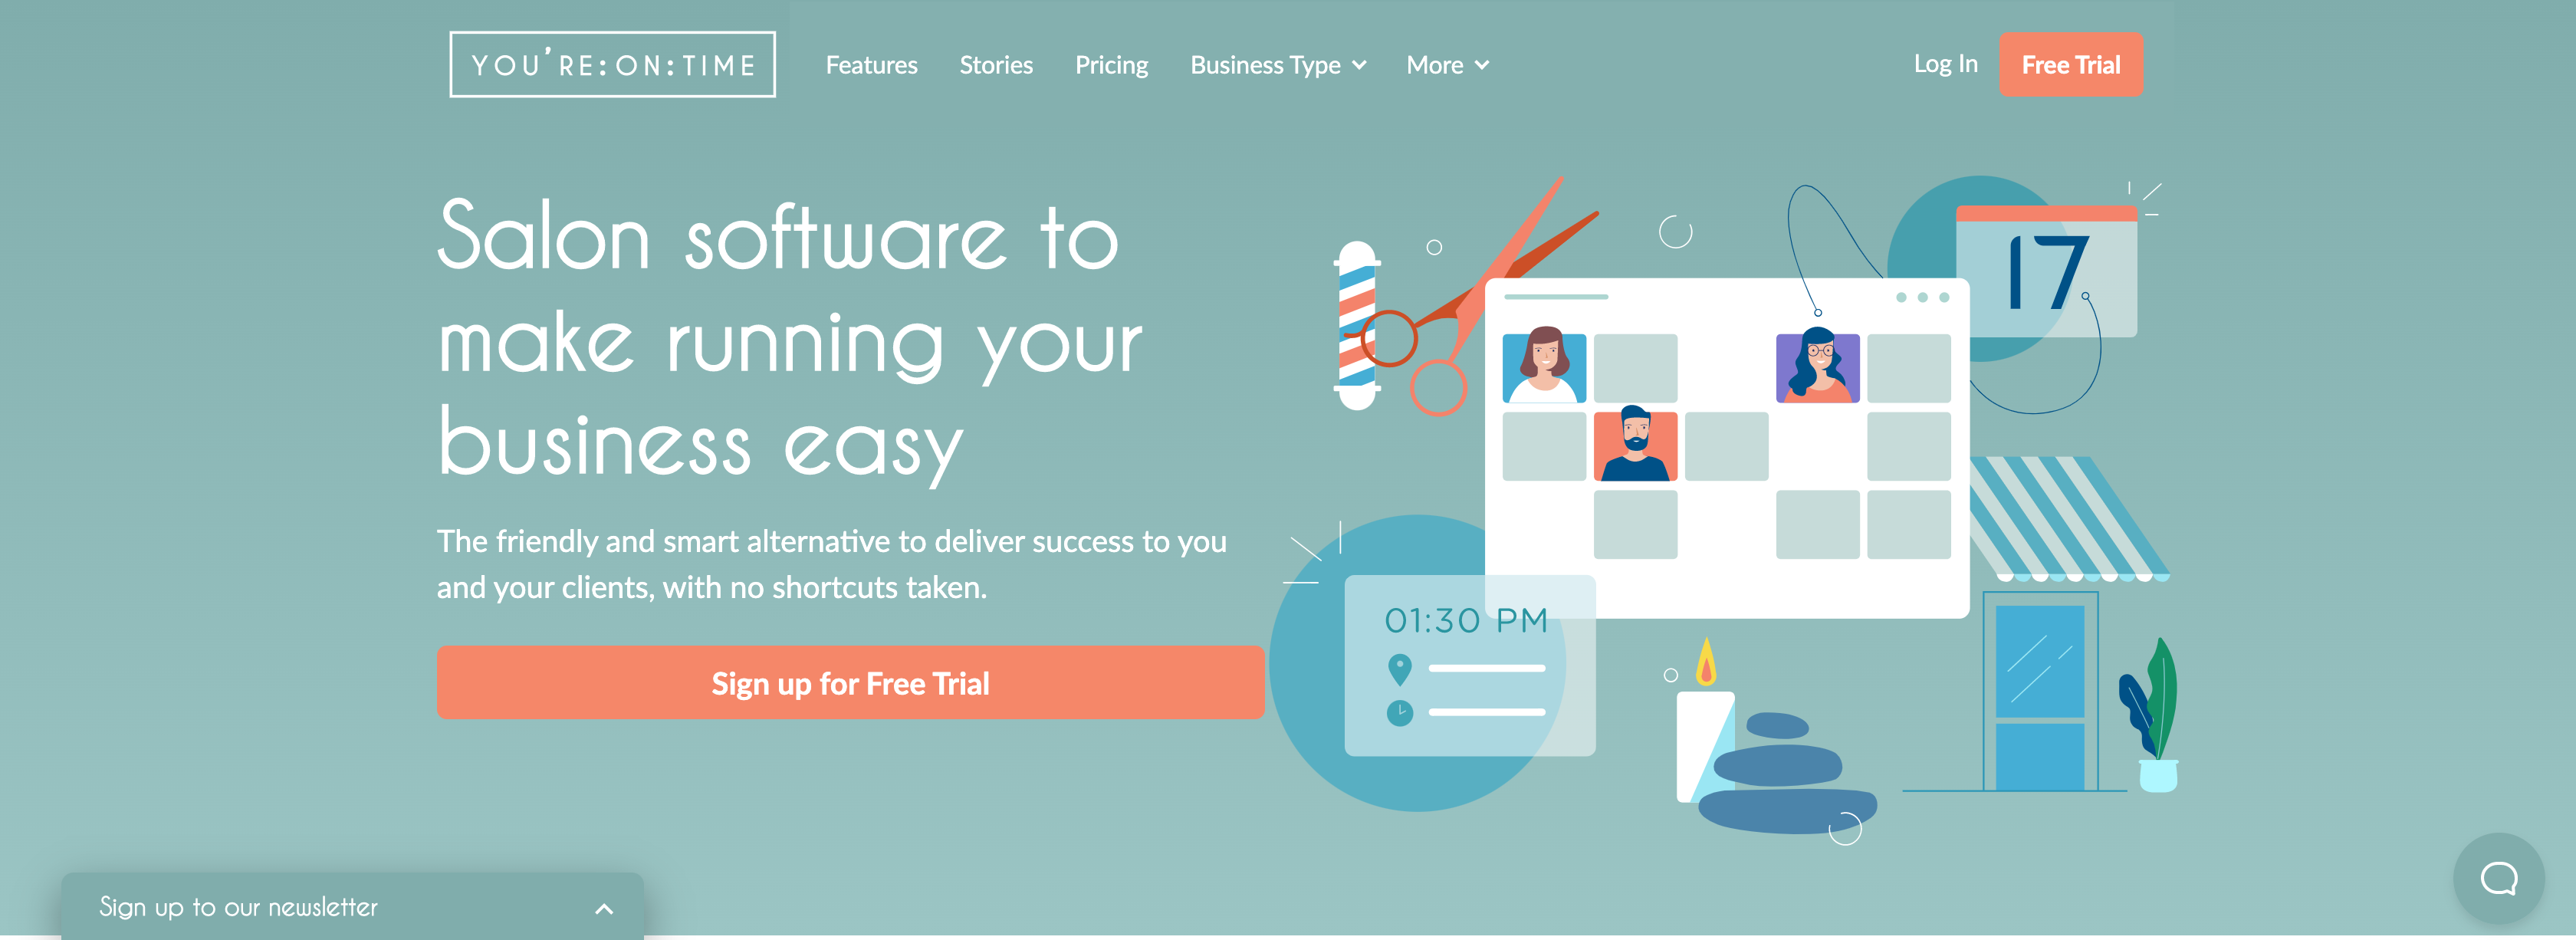 YOU'RE:ON:TIME
Features
Stories
Pricing
Business Type
More
Log In
Free Trial
Salon software to
make running your
business easy
The friendly and smart alternative to deliver success to you
and your clients, with no shortcuts taken.
Sign up for Free Trial
17
01:30 PM
Sign up to our newsletter